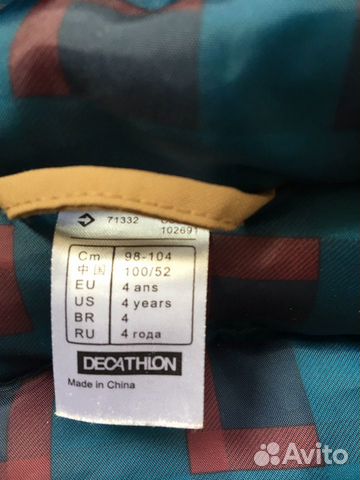 71332
102691
Cm 98-104
中国 100/52
EU 4 ans
US 4 years
BR 4
RU 4 года
DECATHLON
Made in China
Avito